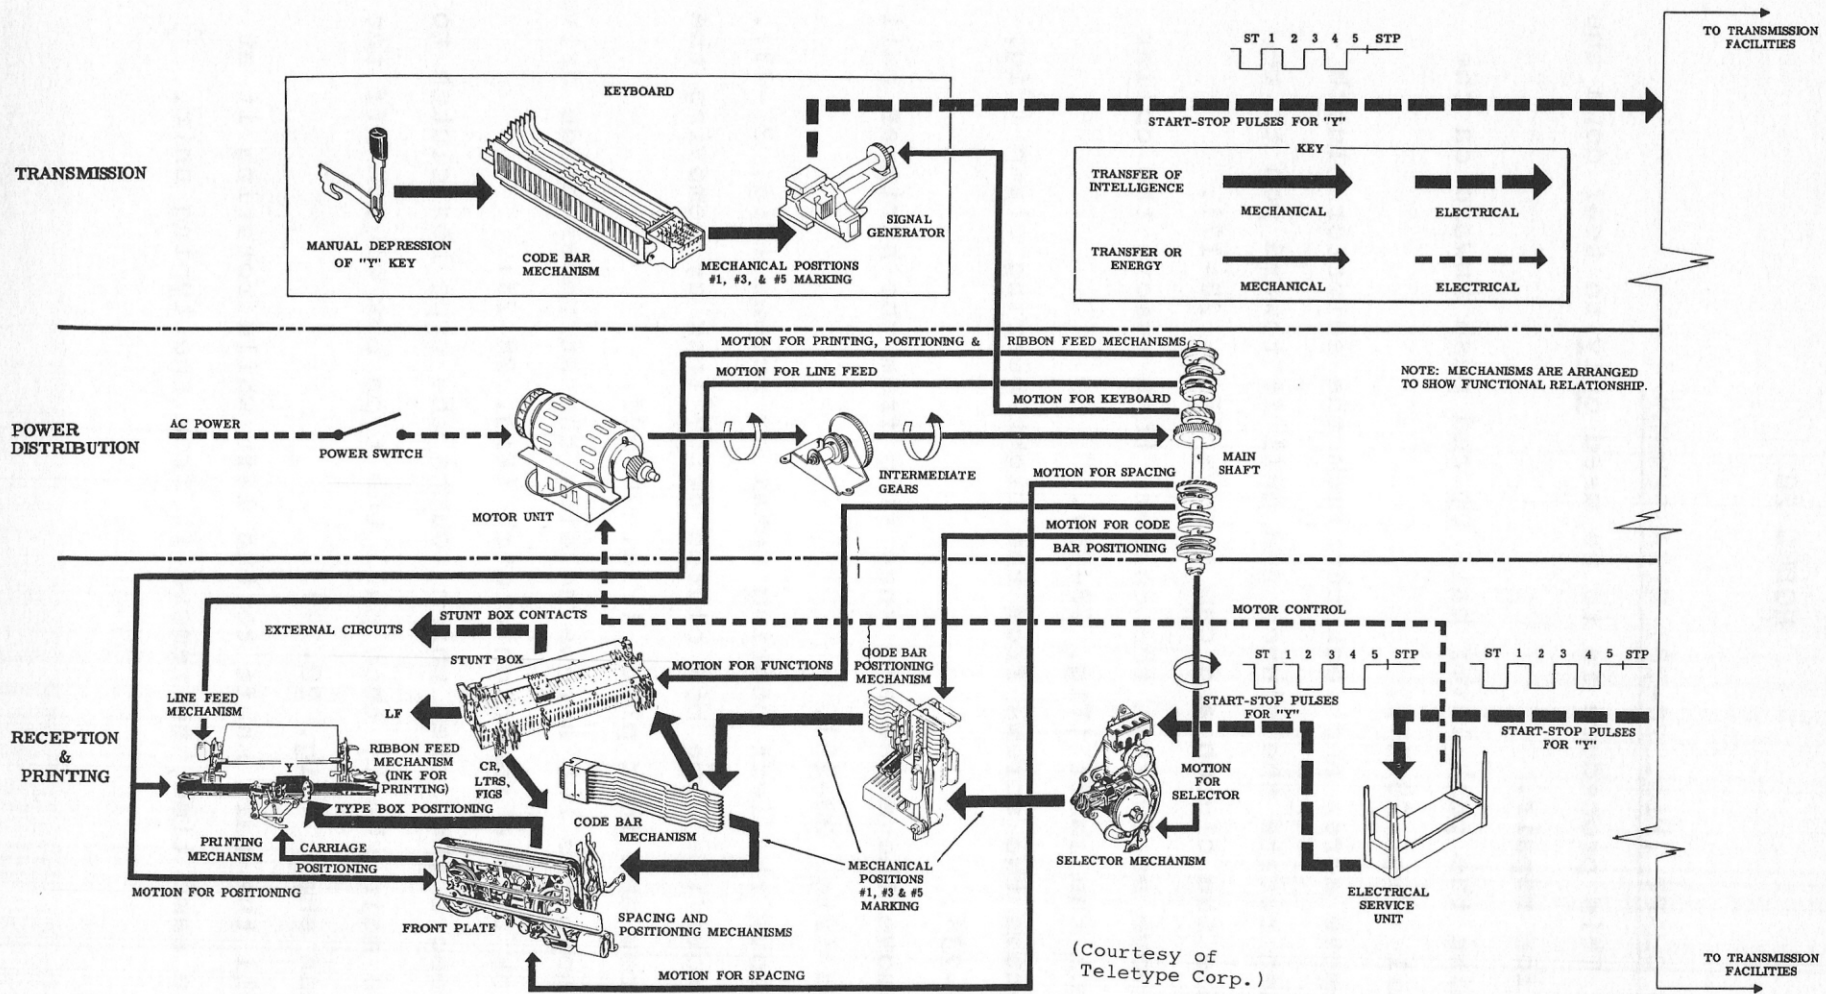 TO TRANSMISSION
FACILITIES
ST 1 2 3 4 5 STP
START-STOP PULSES FOR "Y"
KEYBOARD
TRANSMISSION
MANUAL DEPRESSION
OF "Y" KEY
CODE BAR
MECHANISM
SIGNAL
GENERATOR
MECHANICAL POSITIONS
#1, #3, & #5 MARKING
KEY
TRANSFER OF
INTELLIGENCE
MECHANICAL
ELECTRICAL
TRANSFER OR
ENERGY
MECHANICAL
ELECTRICAL
MOTION FOR PRINTING, POSITIONING & RIBBON FEED MECHANISMS
MOTION FOR LINE FEED
MOTION FOR KEYBOARD
NOTE: MECHANISMS ARE ARRANGED
TO SHOW FUNCTIONAL RELATIONSHIP.
POWER
DISTRIBUTION
AC POWER
POWER SWITCH
MOTOR UNIT
INTERMEDIATE
GEARS
MAIN
SHAFT
MOTION FOR SPACING
MOTION FOR CODE
BAR POSITIONING
MOTOR CONTROL
STUNT BOX CONTACTS
EXTERNAL CIRCUITS
STUNT BOX
MOTION FOR FUNCTIONS
CODE BAR
POSITIONING
MECHANISM
ST 1 2 3 4 5 STP
START-STOP PULSES
FOR "Y"
ST 1 2 3 4 5 STP
START-STOP PULSES
FOR "Y"
LINE FEED
MECHANISM
LF
RECEPTION
&
PRINTING
RIBBON FEED
MECHANISM
(INK FOR
PRINTING)
Y
CR,
LTRS,
FIGS
TYPE BOX POSITIONING
CODE BAR
MECHANISM
MOTION
FOR
SELECTOR
PRINTING
MECHANISM
CARRIAGE
POSITIONING
MOTION FOR POSITIONING
MECHANICAL
POSITIONS
#1, #3 & #5
MARKING
SELECTOR MECHANISM
ELECTRICAL
SERVICE
UNIT
FRONT PLATE
SPACING AND
POSITIONING MECHANISMS
MOTION FOR SPACING
(Courtesy of
Teletype Corp.)
TO TRANSMISSION
FACILITIES